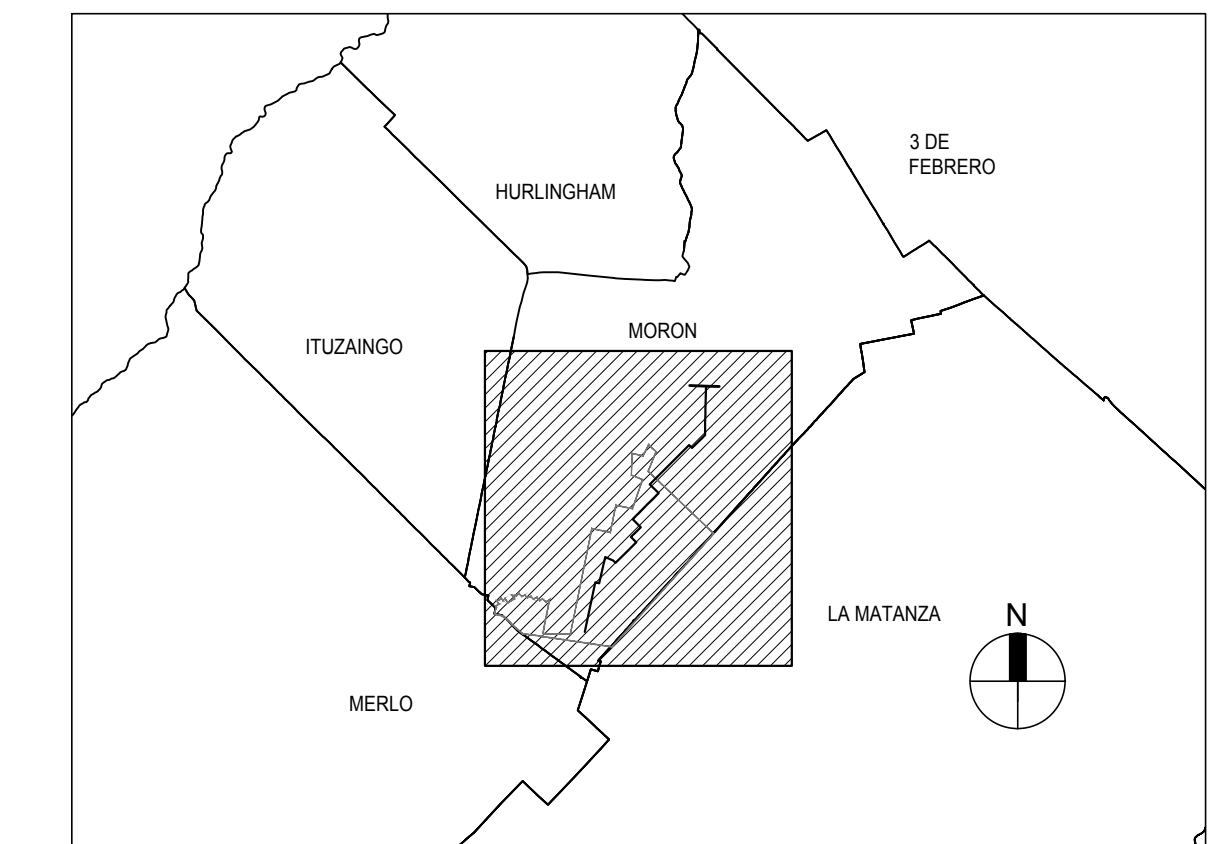 3 DE
FEBRERO
HURLINGHAM
MORON
ITUZAINGO
LA MATANZA
N
MERLO